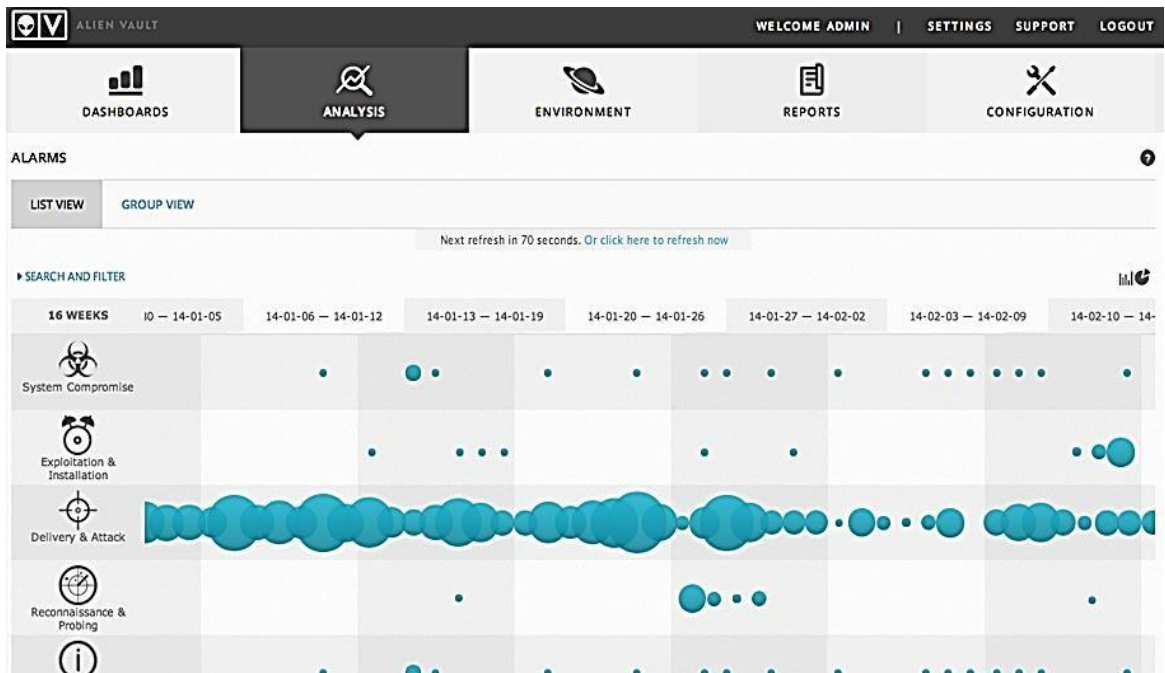 ALIEN VAULT
WELCOME ADMIN | SETTINGS SUPPORT LOGOUT
DASHBOARDS ANALYSIS ENVIRONMENT REPORTS CONFIGURATION
ALARMS
LIST VIEW GROUP VIEW
Next refresh in 70 seconds. Or click here to refresh now
SEARCH AND FILTER
16 WEEKS 0 — 14-01-05 14-01-06 — 14-01-12 14-01-13 — 14-01-19 14-01-20 — 14-01-26 14-01-27 — 14-02-02 14-02-03 — 14-02-09 14-02-10 — 14-
System Compromise
Exploitation &
Installation
Delivery & Attack
Reconnaissance &
Probing